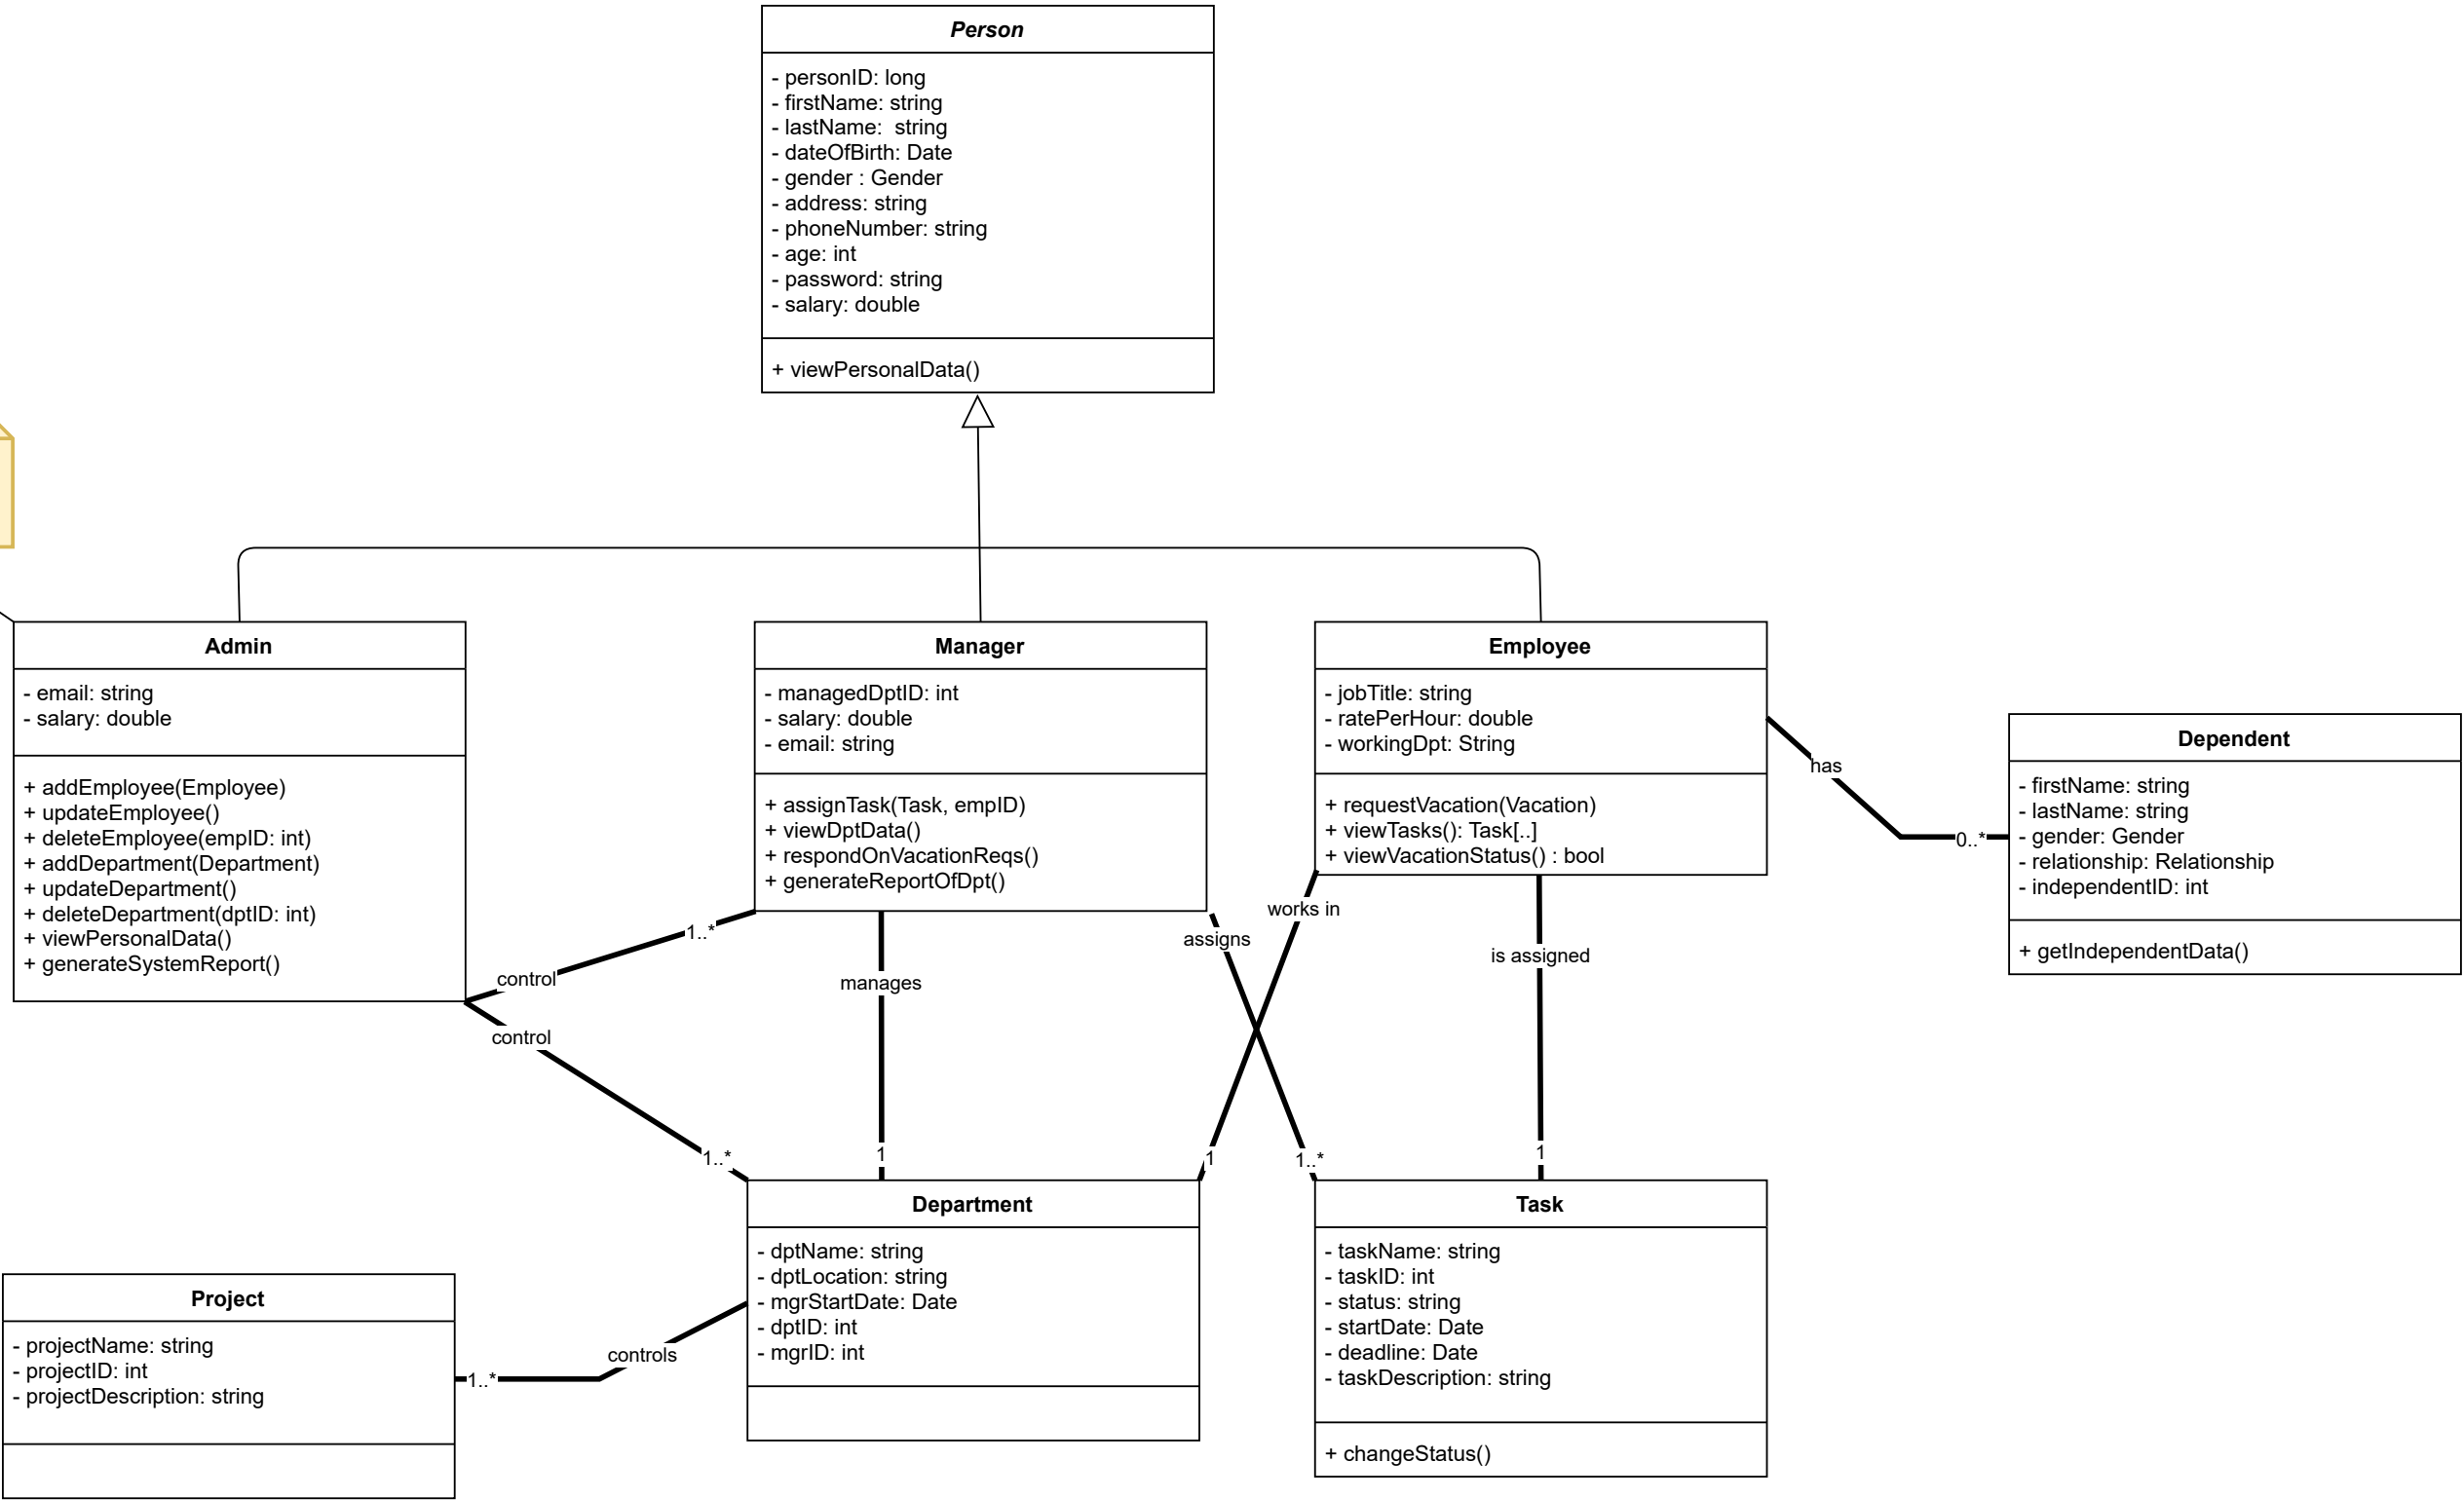 Person
- personID: long
- firstName: string
- lastName:  string
- dateOfBirth: Date
- gender : Gender
- address: string
- phoneNumber: string
- age: int
- password: string
- salary: double
+ viewPersonalData()
Admin
- email: string
- salary: double
+ addEmployee(Employee)
+ updateEmployee()
+ deleteEmployee(empID: int)
+ addDepartment(Department)
+ updateDepartment()
+ deleteDepartment(dptID: int)
+ viewPersonalData()
+ generateSystemReport()
Manager
- managedDptID: int
- salary: double
- email: string
+ assignTask(Task, empID)
+ viewDptData()
+ respondOnVacationReqs()
+ generateReportOfDpt()
Employee
- jobTitle: string
- ratePerHour: double
- workingDpt: String
+ requestVacation(Vacation)
+ viewTasks(): Task[..]
+ viewVacationStatus() : bool
has
0..*
Dependent
- firstName: string
- lastName: string
- gender: Gender
- relationship: Relationship
- independentID: int
+ getIndependentData()
control
1..*
control
1..*
manages
1
assigns
1..*
works in
1
is assigned
1
Project
- projectName: string
- projectID: int
- projectDescription: string
1..*
controls
Department
- dptName: string
- dptLocation: string
- mgrStartDate: Date
- dptID: int
- mgrID: int
Task
- taskName: string
- taskID: int
- status: string
- startDate: Date
- deadline: Date
- taskDescription: string
+ changeStatus()